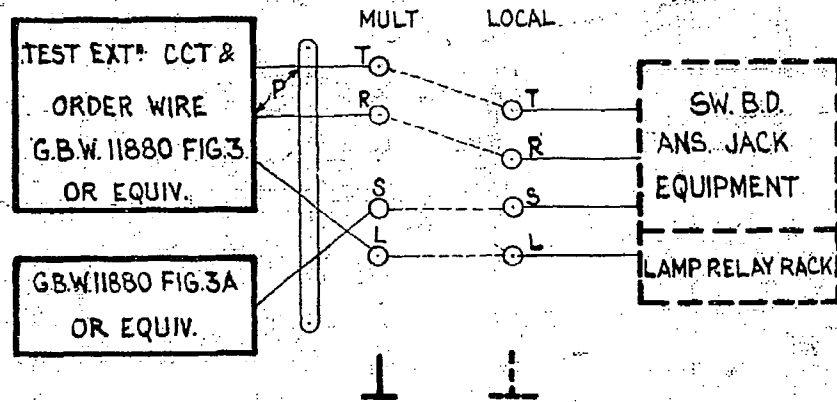 MULT LOCAL
TEST EXTN CCT &
ORDER WIRE
G.B.W. 11880 FIG.3
OR EQUIV.
P
T
R
S
L
T
R
S
L
SW. B.D.
ANS. JACK
EQUIPMENT
LAMP RELAY RACK
G.B.W. 11880 FIG.3A
OR EQUIV.